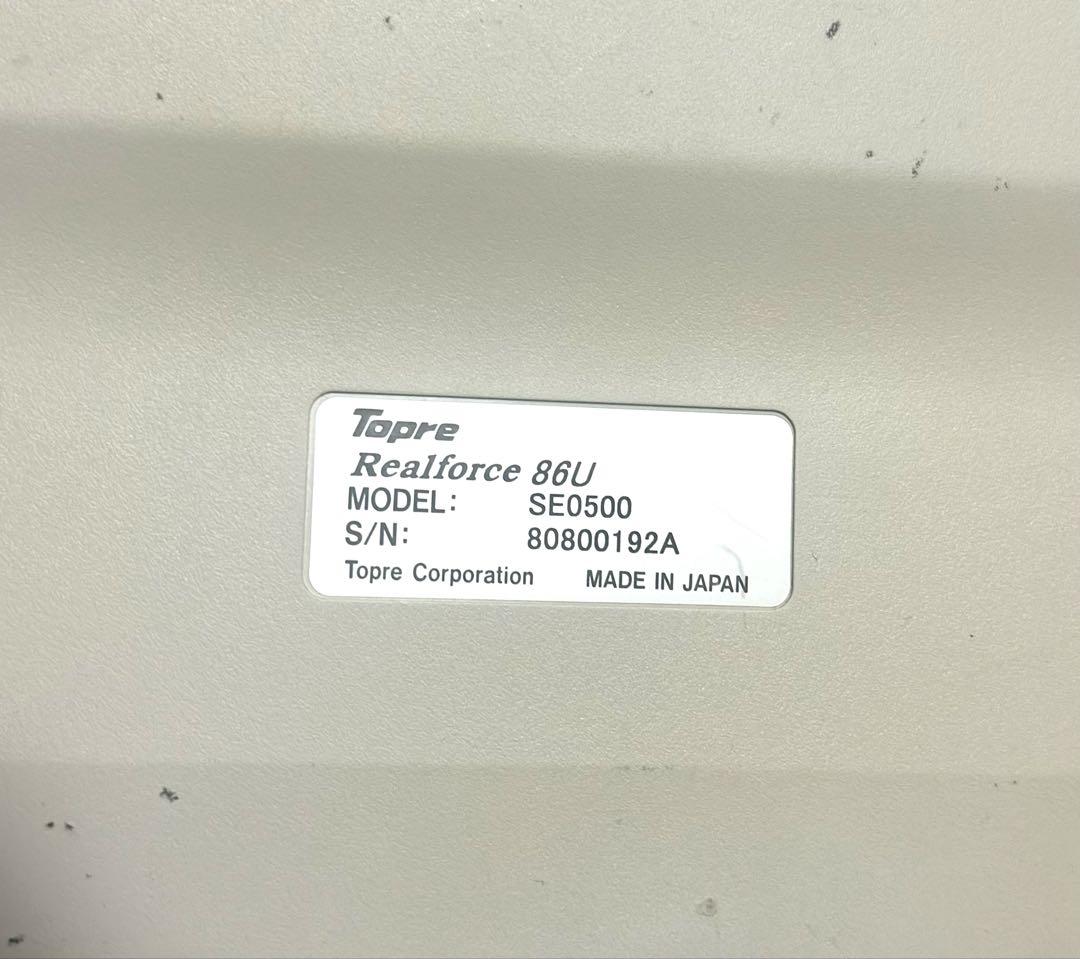 Topre
Realforce 86U
MODEL: SE0500
S/N: 80800192A
Topre Corporation MADE IN JAPAN